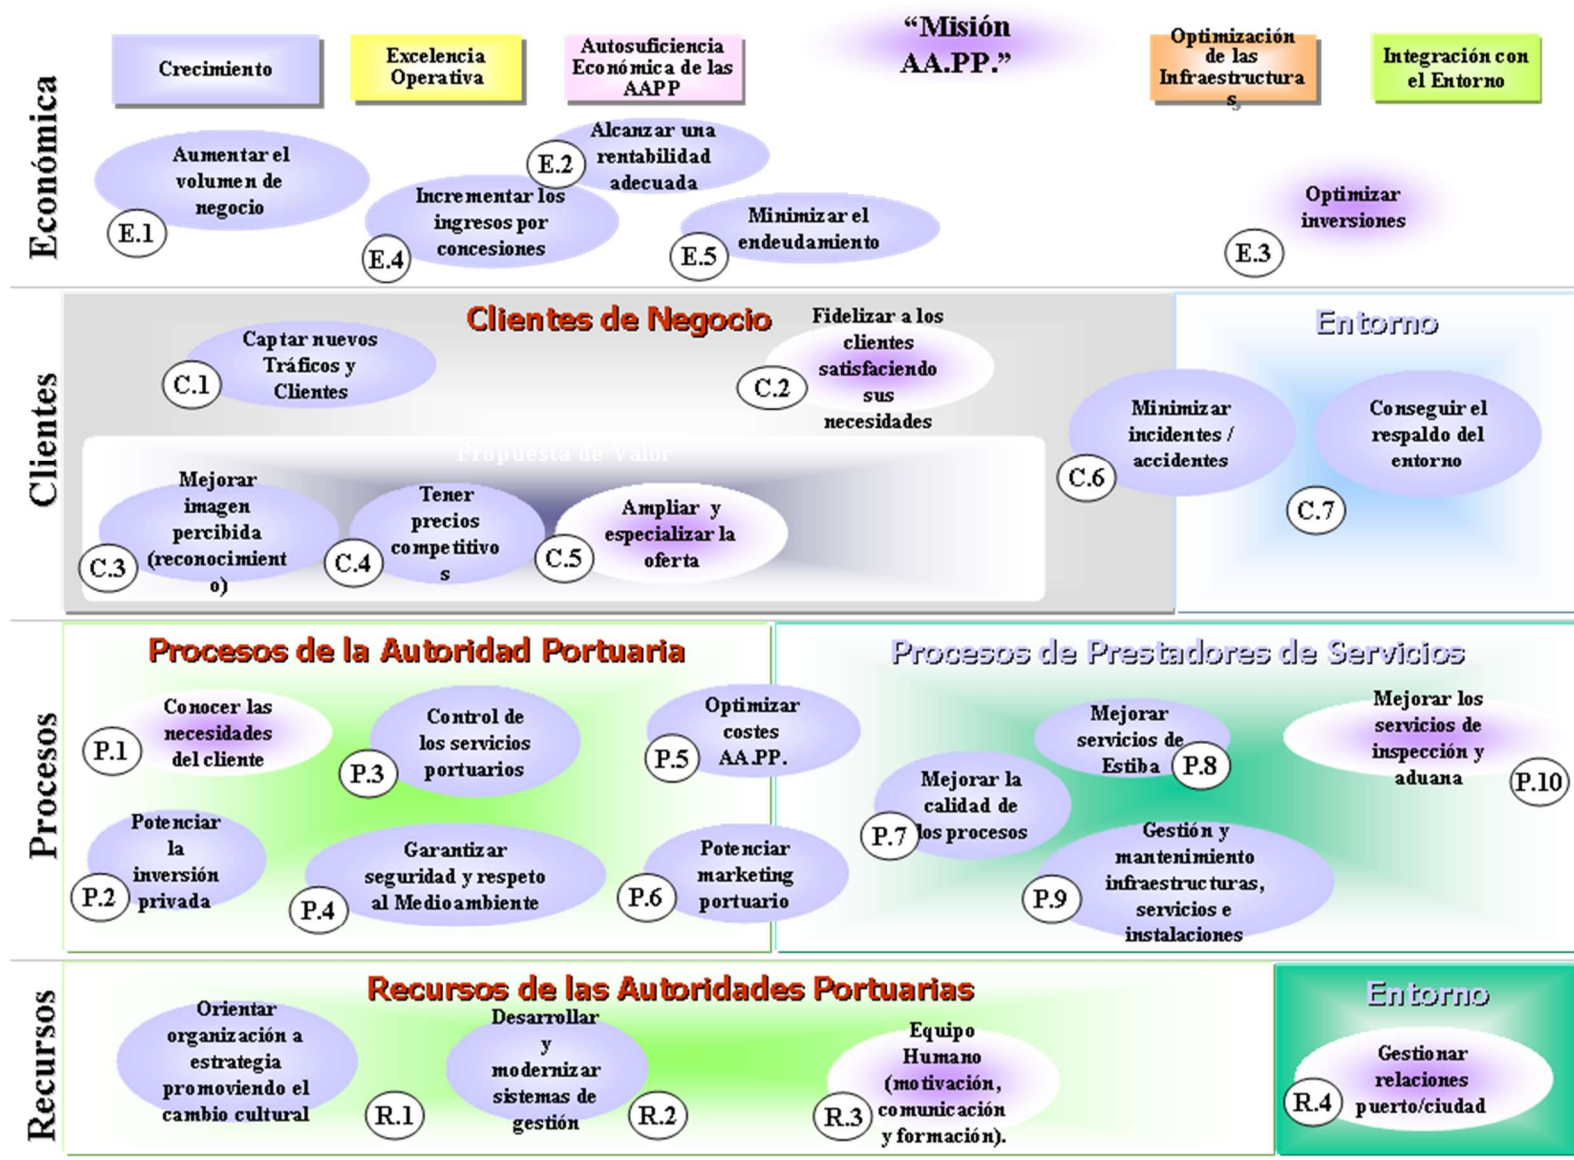 “Misión
AA.PP.”
Económica
Crecimiento
Excelencia
Operativa
Autosuficiencia
Económica de las
AAPP
Optimización
de las
Infraestructura
s
Integración con
el Entorno
Aumentar el
volumen de
negocio
E.1
Incrementar los
ingresos por
concesiones
E.4
Alcanzar una
rentabilidad
adecuada
E.2
Minimizar el
endeudamiento
E.5
Optimizar
inversiones
E.3
Clientes
Clientes de Negocio
Captar nuevos
Tráficos y
Clientes
C.1
Fidelizar a los
clientes
satisfaciendo
sus
necesidades
C.2
Propuesta de Valor
Mejorar
imagen
percibida
(reconocimient
o)
C.3
Tener
precios
competitivo
s
C.4
Ampliar y
especializar la
oferta
C.5
Entorno
Minimizar
incidentes /
accidentes
C.6
Conseguir el
respaldo del
entorno
C.7
Procesos
Procesos de la Autoridad Portuaria
Conocer las
necesidades
del cliente
P.1
Control de
los servicios
portuarios
P.3
Optimizar
costes
AA.PP.
P.5
Potenciar
la
inversión
privada
P.2
Garantizar
seguridad y respeto
al Medioambiente
P.4
Potenciar
marketing
portuario
P.6
Procesos de Prestadores de Servicios
Mejorar la
calidad de
los procesos
P.7
Mejorar
servicios de
Estiba
P.8
Mejorar los
servicios de
inspección y
aduana
P.10
Gestión y
mantenimiento
infraestructuras,
servicios e
instalaciones
P.9
Recursos
Recursos de las Autoridades Portuarias
Orientar
organización a
estrategia
promoviendo el
cambio cultural
R.1
Desarrollar
y
modernizar
sistemas de
gestión
R.2
Equipo
Humano
(motivación,
comunicación
y formación).
R.3
Entorno
Gestionar
relaciones
puerto/ciudad
R.4